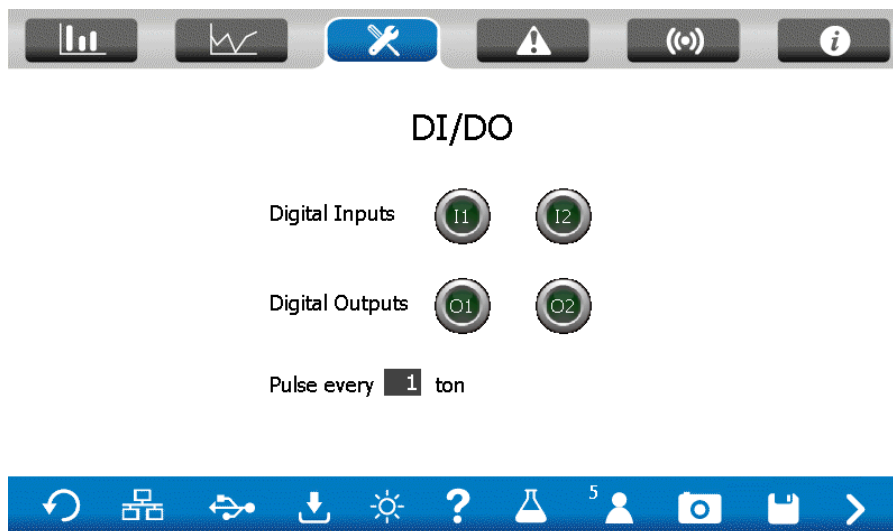 DI/DO
Digital Inputs I1 I2
Digital Outputs O1 O2
Pulse every 1 ton
5